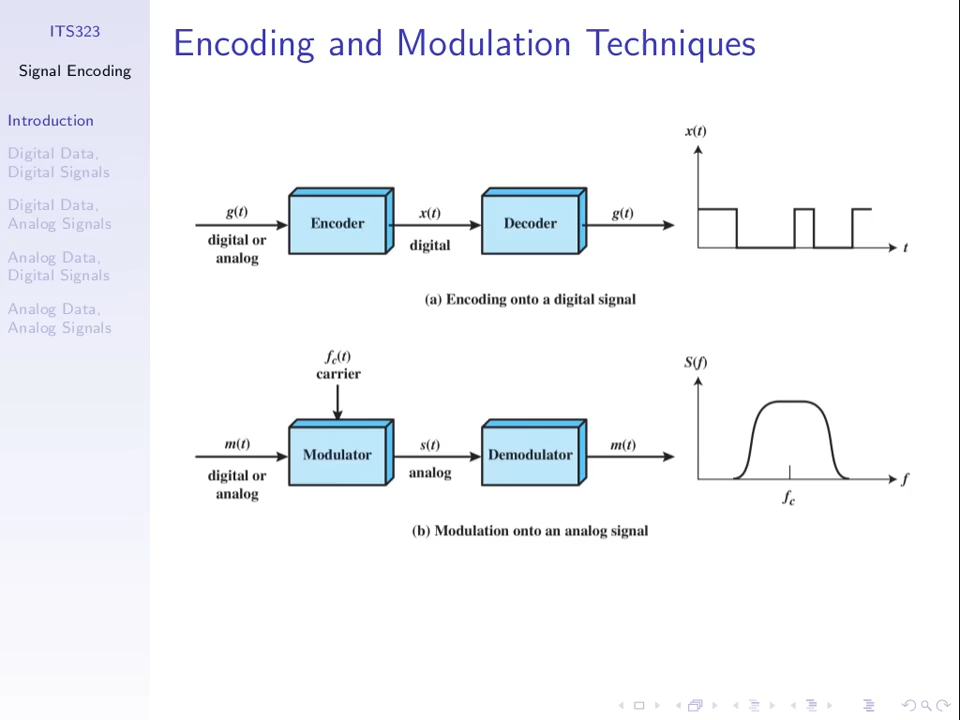 ITS323
Signal Encoding
Introduction
Digital Data,
Digital Signals
Digital Data,
Analog Signals
Analog Data,
Digital Signals
Analog Data,
Analog Signals
Encoding and Modulation Techniques
x(t)
g(t)
digital or
analog
Encoder
x(t)
digital
Decoder
g(t)
t
(a) Encoding onto a digital signal
fc(t)
carrier
S(f)
m(t)
digital or
analog
Modulator
s(t)
analog
Demodulator
m(t)
f
fc
(b) Modulation onto an analog signal